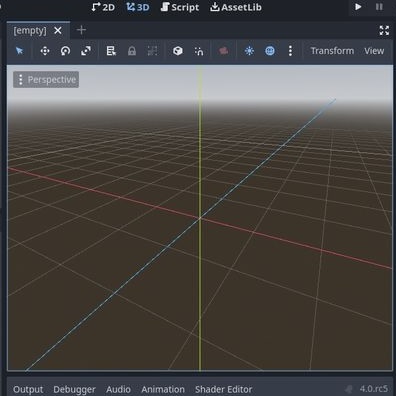 2D 3D Script AssetLib
[empty]
Transform View
Perspective
Output Debugger Audio Animation Shader Editor 4.0.rc5